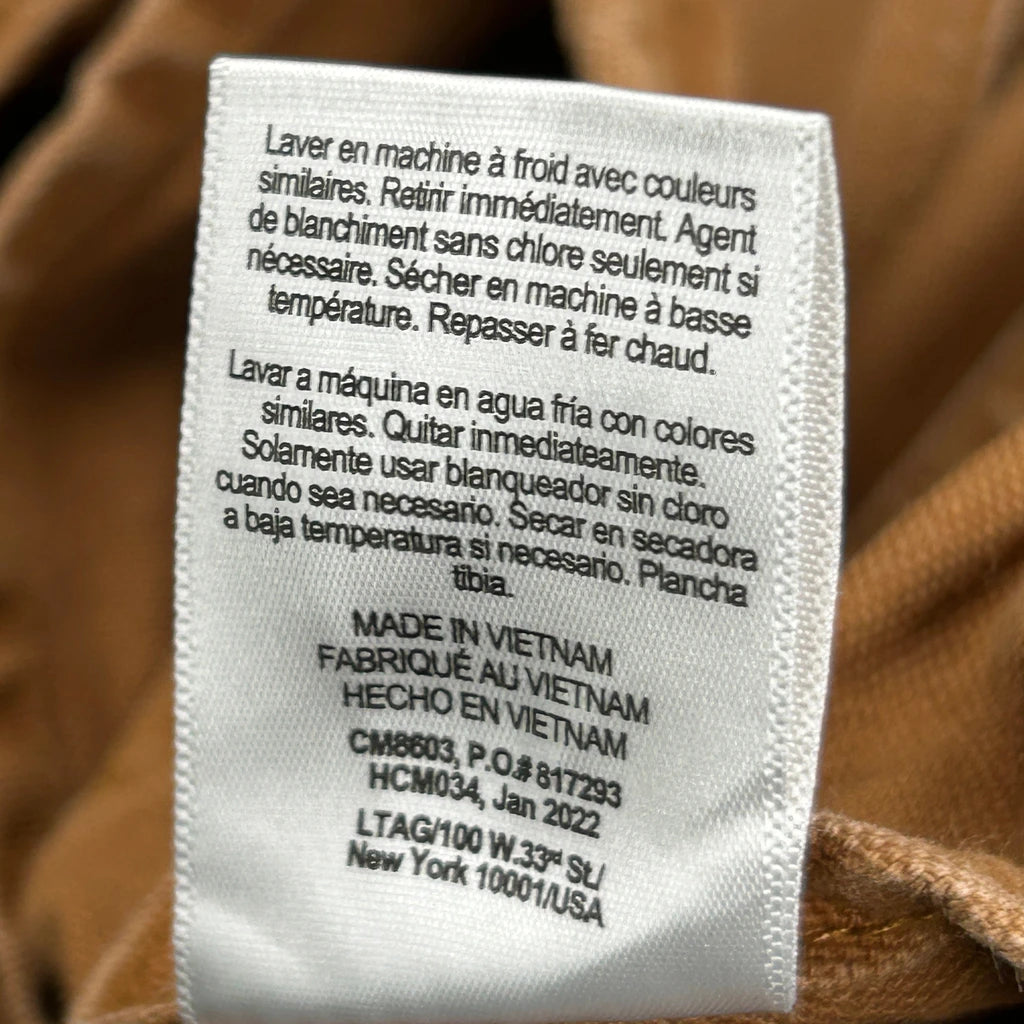 Laver en machine à froid avec couleurs
similaires. Retirir immédiatement. Agent
de blanchiment sans chlore seulement si
nécessaire. Sécher en machine à basse
température. Repasser à fer chaud.
Lavar a máquina en agua fría con colores
similares. Quitar inmediateamente.
Solamente usar blanqueador sin cloro
cuando sea necesario. Secar en secadora
a baja temperatura si necesario. Plancha
tibia.
MADE IN VIETNAM
FABRIQUÉ AU VIETNAM
HECHO EN VIETNAM
CM8603, P.O.# 817293
HCM034, Jan 2022
LTAG/100 W.33rd St./
New York 10001/USA